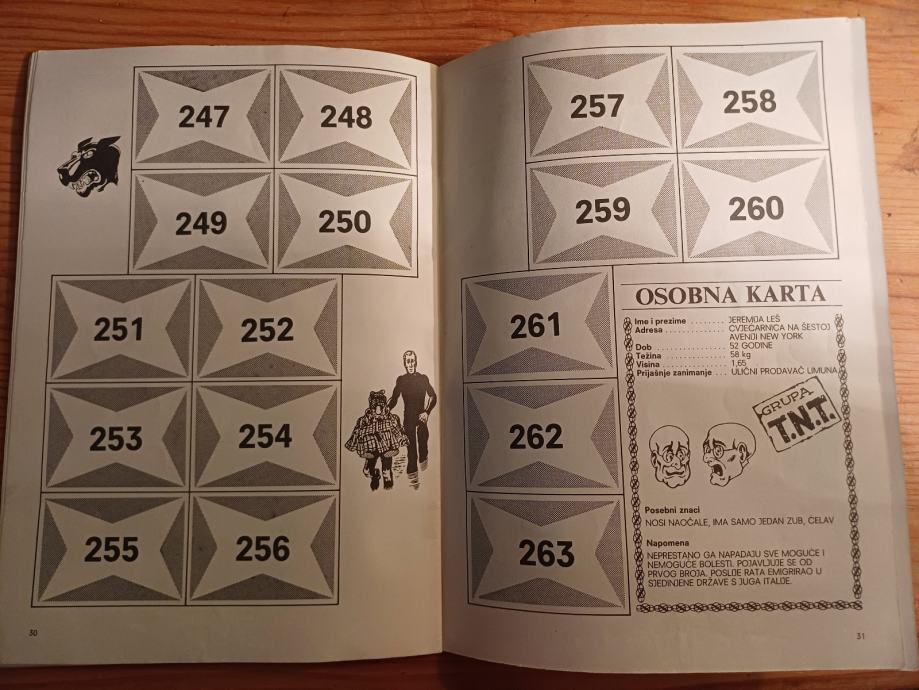 247 248
249 250
251 252
253 254
255 256
30
257 258
259 260
261
262
263
OSOBNA KARTA
Ime i prezime ........ JEREMIJA LEŠ
Adresa ............. CVJEĆARNICA NA ŠESTOJ
AVENIJI NEW YORK
Dob ............... 52 GODINE
Težina ............. 58 kg
Visina ............. 1,65
Prijašnje zanimanje ... ULIČNI PRODAVAČ LIMUNA
GRUPA
T.N.T.
Posebni znaci
NOSI NAOČALE, IMA SAMO JEDAN ZUB, ĆELAV
Napomena
NEPRESTANO GA NAPADAJU SVE MOGUĆE I
NEMOGUĆE BOLESTI. POJAVLJUJE SE OD
PRVOG BROJA. POSLIJE RATA EMIGRIRAO U
SJEDINJENE DRŽAVE S JUGA ITALIJE.
31